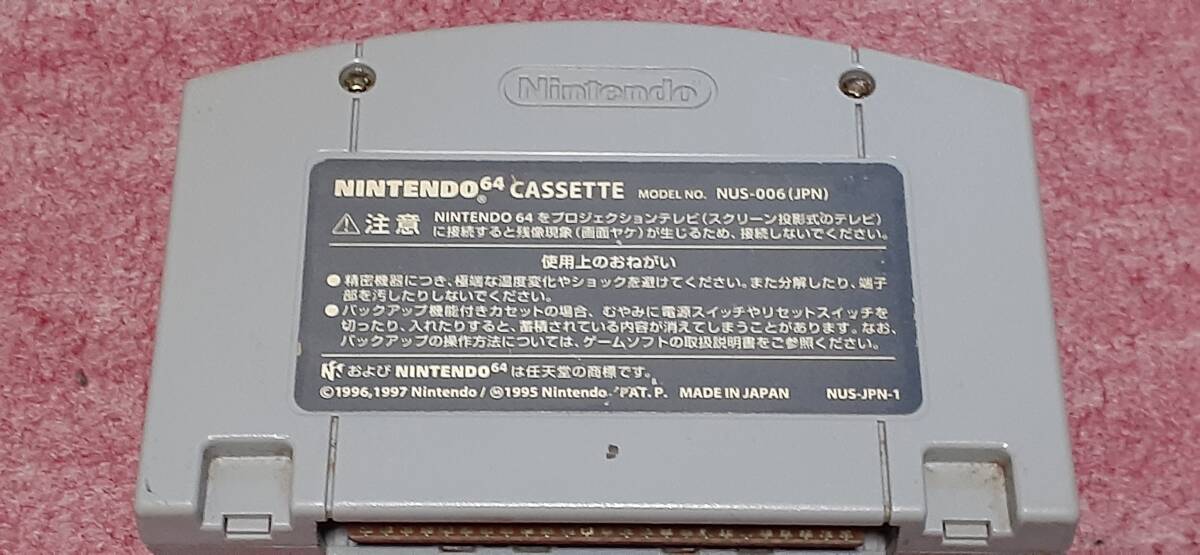 Nintendo
NINTENDO64® CASSETTE MODEL NO. NUS-006(JPN)
注意 NINTENDO 64をプロジェクションテレビ(スクリーン投影式のテレビ)
に接続すると残像現象(画面ヤケ)が生じるため、接続しないでください。
使用上のおねがい
●精密機器につき、極端な温度変化やショックを避けてください。また分解したり、端子
部を汚したりしないでください。
●バックアップ機能付きカセットの場合、むやみに電源スイッチやリセットスイッチを
切ったり、入れたりすると、蓄積されている内容が消えてしまうことがあります。なお、
バックアップの操作方法については、ゲームソフトの取扱説明書をご参照ください。
および NINTENDO64 は任天堂の商標です。
©1996,1997 Nintendo / Ⓜ1995 Nintendo PAT. P. MADE IN JAPAN NUS-JPN-1